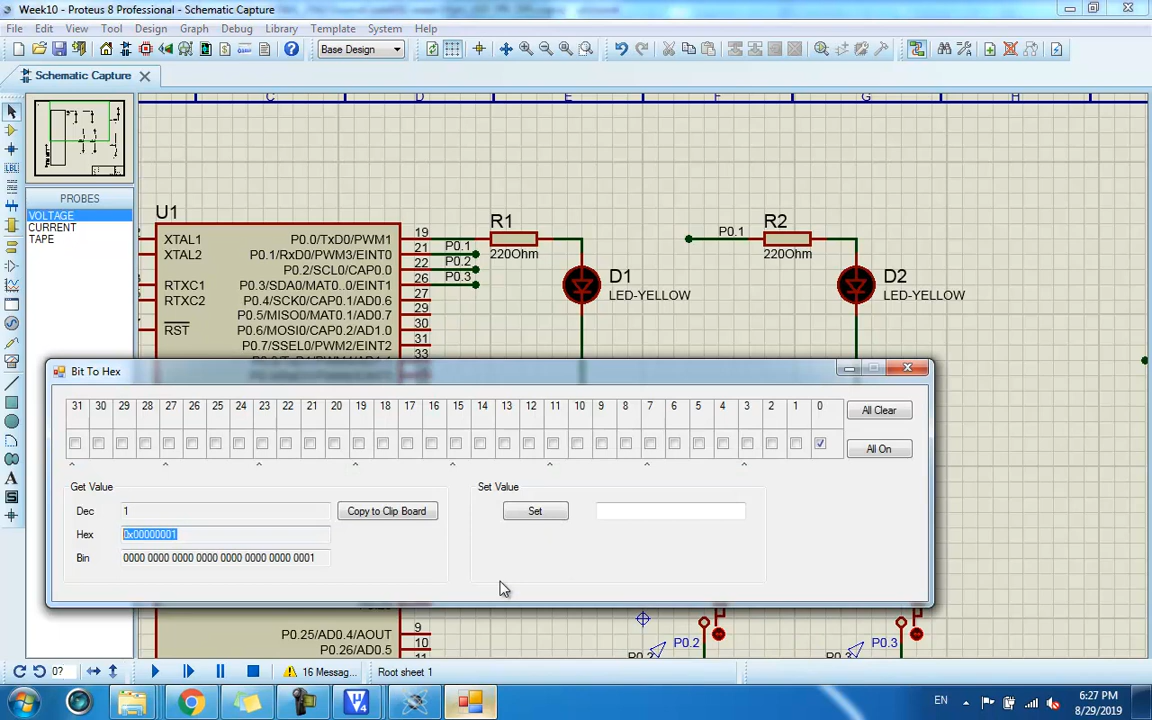 Week10 - Proteus 8 Professional - Schematic Capture
File Edit View Tool Design Graph Debug Library Template System Help
Base Design
Schematic Capture
C D E F G H
PROBES
VOLTAGE
CURRENT
TAPE
U1
XTAL1
XTAL2
RTXC1
RTXC2
RST
P0.0/TxD0/PWM1 19
P0.1/RxD0/PWM3/EINT0 21
P0.2/SCL0/CAP0.0 22
P0.3/SDA0/MAT0.0/EINT1 26
P0.4/SCK0/CAP0.1/AD0.6 27
P0.5/MISO0/MAT0.1/AD0.7 29
P0.6/MOSI0/CAP0.2/AD1.0 30
P0.7/SSEL0/PWM2/EINT2 31
33
P0.1
P0.2
P0.3
R1
220Ohm
D1
LED-YELLOW
P0.1
R2
220Ohm
D2
LED-YELLOW
Bit To Hex
31 30 29 28 27 26 25 24 23 22 21 20 19 18 17 16 15 14 13 12 11 10 9 8 7 6 5 4 3 2 1 0
All Clear
All On
Get Value
Dec 1
Copy to Clip Board
Hex 0x00000001
Bin 0000 0000 0000 0000 0000 0000 0000 0001
Set Value
Set
P0.25/AD0.4/AOUT 9
P0.26/AD0.5 10
P0.2
P0.3
0?
16 Messag...
Root sheet 1
EN
6:27 PM
8/29/2019